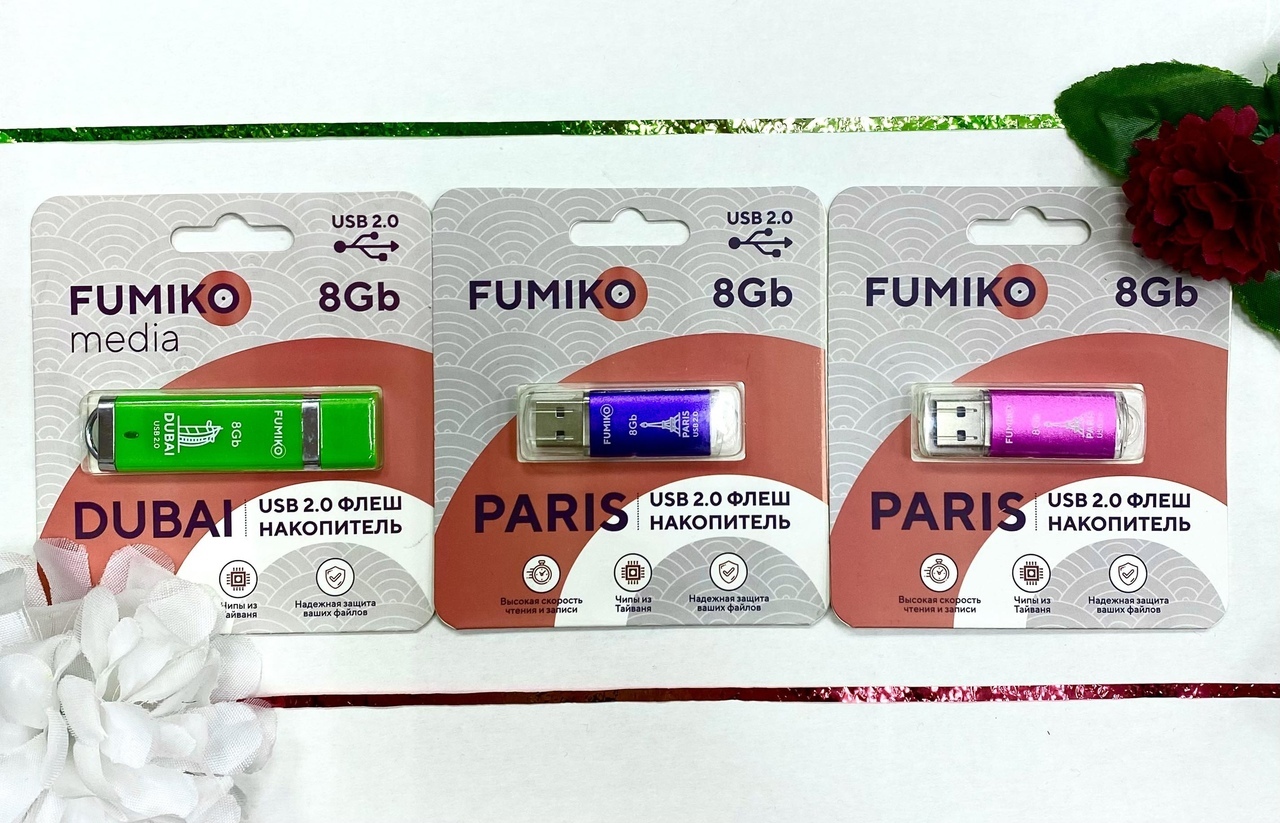 USB 2.0
FUMIKO
media
8Gb
DUBAI
USB 2.0
8Gb
FUMIKO
DUBAI
USB 2.0 ФЛЕШ
НАКОПИТЕЛЬ
Чипы из
Тайваня
Надежная защита
ваших файлов
USB 2.0
FUMIKO
8Gb
FUMIKO
8Gb
PARIS
USB 2.0
PARIS
USB 2.0 ФЛЕШ
НАКОПИТЕЛЬ
Высокая скорость
чтения и записи
Чипы из
Тайваня
Надежная защита
ваших файлов
FUMIKO
8Gb
FUMIKO
8Gb
PARIS
PARIS
USB 2.0 ФЛЕШ
НАКОПИТЕЛЬ
Высокая скорость
чтения и записи
Чипы из
Тайваня
Надежная защита
ваших файлов